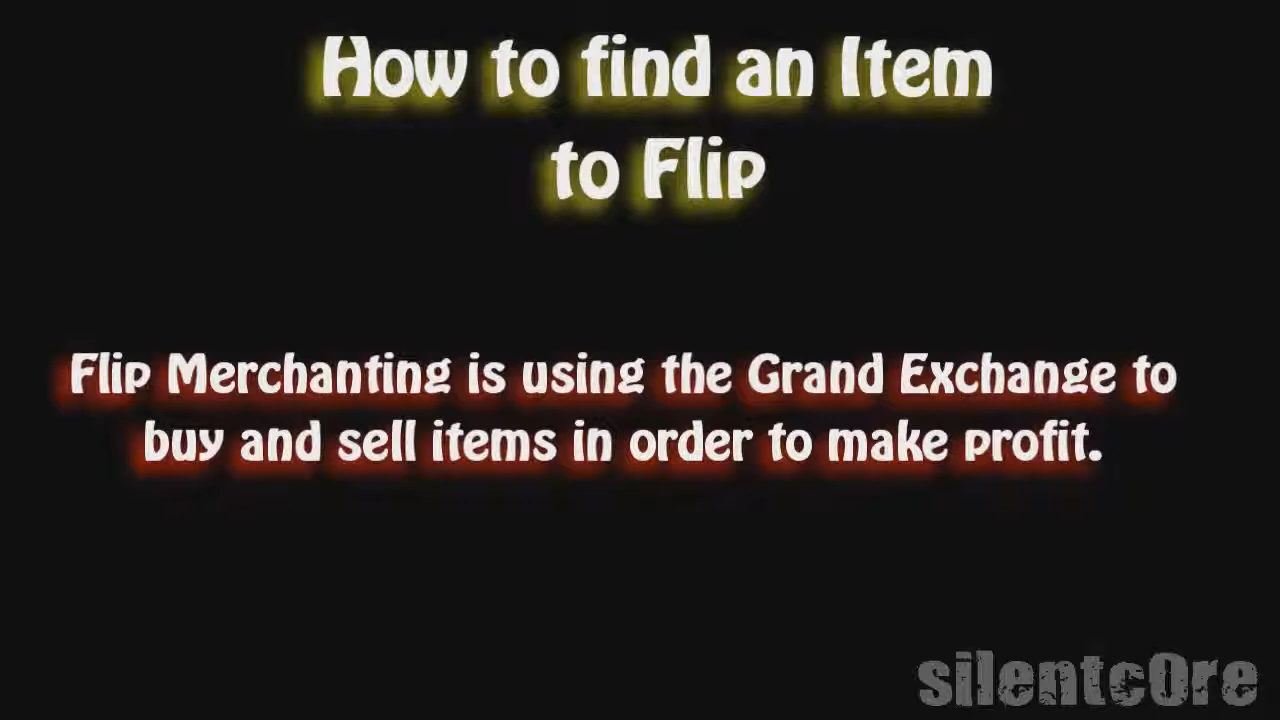 How to find an Item
to Flip
Flip Merchanting is using the Grand Exchange to
buy and sell items in order to make profit.
silentc0re